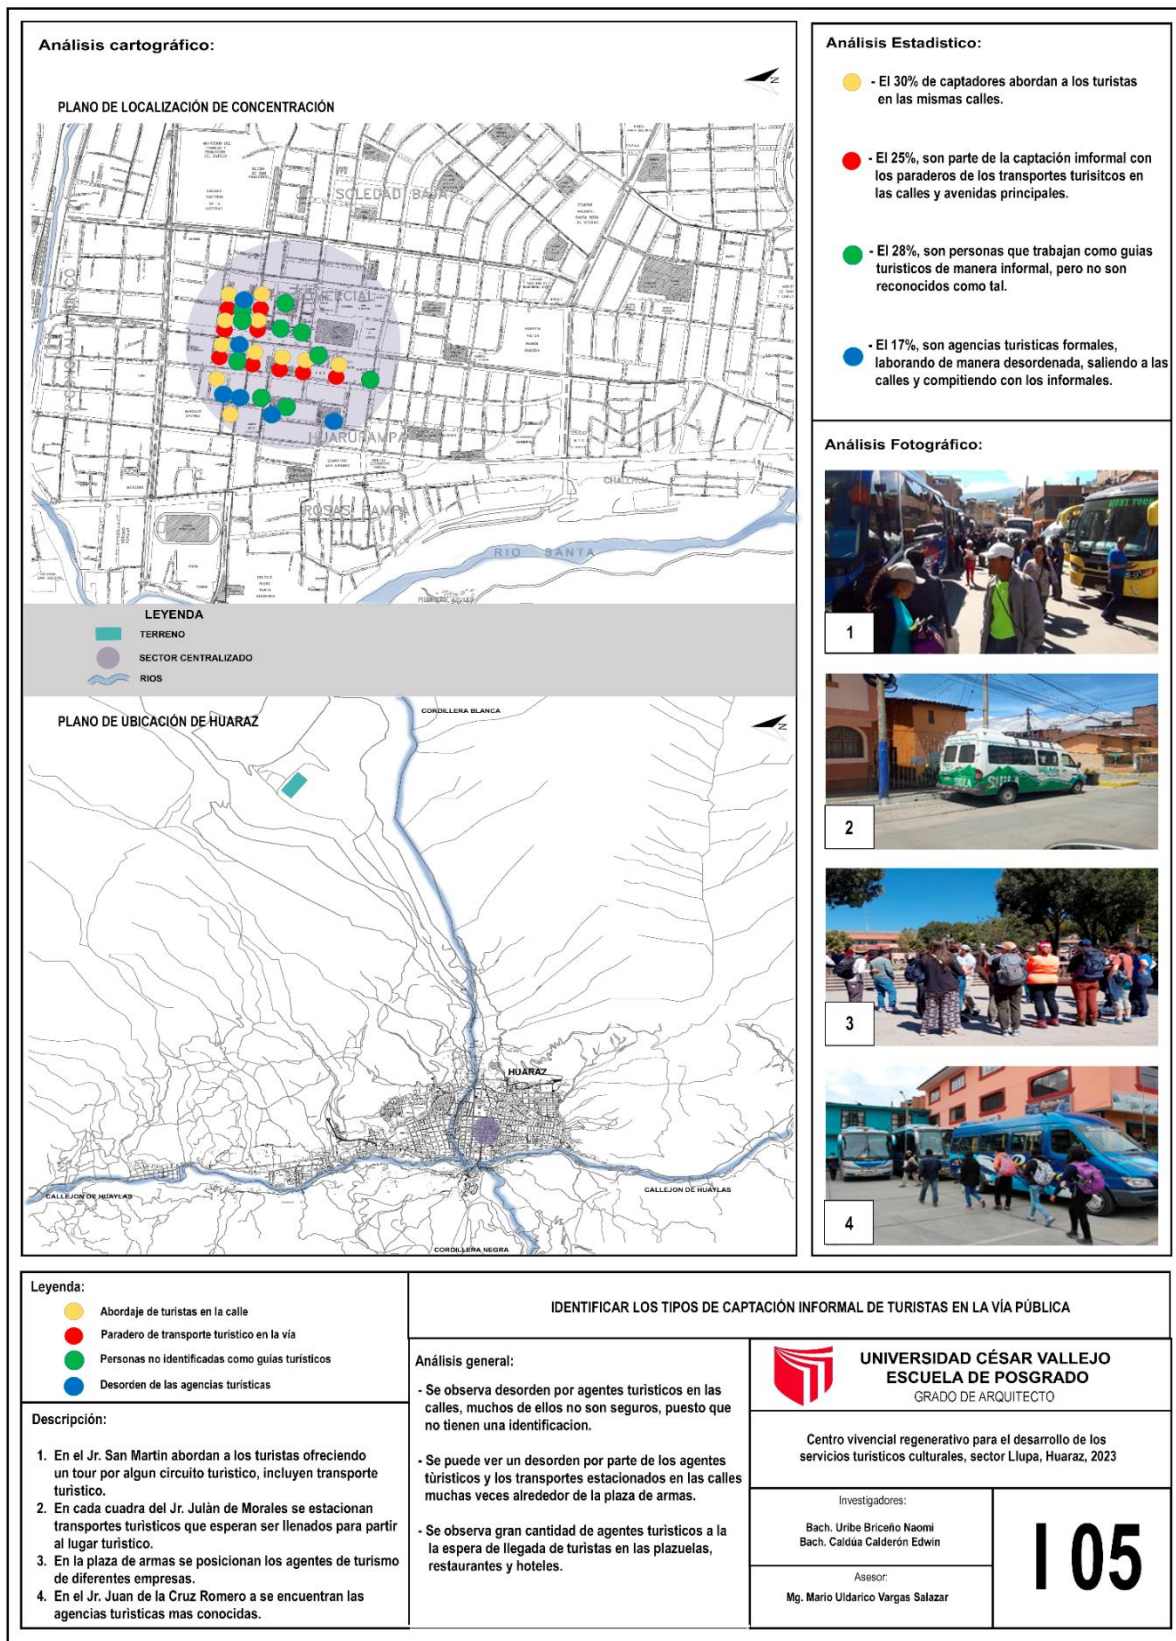 Análisis cartográfico:
N
PLANO DE LOCALIZACIÓN DE CONCENTRACIÓN
SOLEDAD BAJA
HUARUPAMPA
ROSAS PAMPA
RIO SANTA
LEYENDA
TERRENO
SECTOR CENTRALIZADO
RIOS
PLANO DE UBICACIÓN DE HUARAZ
N
CORDILLERA BLANCA
HUARAZ
CALLEJON DE HUAYLAS
CALLEJON DE HUAYLAS
CORDILLERA NEGRA
Análisis Estadistico:
- El 30% de captadores abordan a los turistas
en las mismas calles.
- El 25%, son parte de la captación imformal con
los paraderos de los transportes turisitcos en
las calles y avenidas principales.
- El 28%, son personas que trabajan como guias
turisticos de manera informal, pero no son
reconocidos como tal.
- El 17%, son agencias turisticas formales,
laborando de manera desordenada, saliendo a las
calles y compitiendo con los informales.
Análisis Fotográfico:
1
2
3
4
Leyenda:
Abordaje de turistas en la calle
Paradero de transporte turístico en la vía
Personas no identificadas como guías turísticos
Desorden de las agencias turísticas
Descripción:
1. En el Jr. San Martin abordan a los turistas ofreciendo
un tour por algun circuito turìstico, incluyen transporte
turìstico.
2. En cada cuadra del Jr. Juliàn de Morales se estacionan
transportes turìsticos que esperan ser llenados para partir
al lugar turìstico.
3. En la plaza de armas se posicionan los agentes de turismo
de diferentes empresas.
4. En el Jr. Juan de la Cruz Romero a se encuentran las
agencias turìsticas mas conocidas.
IDENTIFICAR LOS TIPOS DE CAPTACIÓN INFORMAL DE TURISTAS EN LA VÍA PÚBLICA
Análisis general:
- Se observa desorden por agentes turìsticos en las
calles, muchos de ellos no son seguros, puesto que
no tienen una identificacion.
- Se puede ver un desorden por parte de los agentes
tùristicos y los transportes estacionados en las calles
muchas veces alrededor de la plaza de armas.
- Se observa gran cantidad de agentes turìsticos a la
la espera de llegada de turìstas en las plazuelas,
restaurantes y hoteles.
UNIVERSIDAD CÉSAR VALLEJO
ESCUELA DE POSGRADO
GRADO DE ARQUITECTO
Centro vivencial regenerativo para el desarrollo de los
servicios turisticos culturales, sector Llupa, Huaraz, 2023
Investigadores:
Bach. Uribe Briceño Naomi
Bach. Caldúa Calderón Edwin
Asesor:
Mg. Mario Uldarico Vargas Salazar
I 05